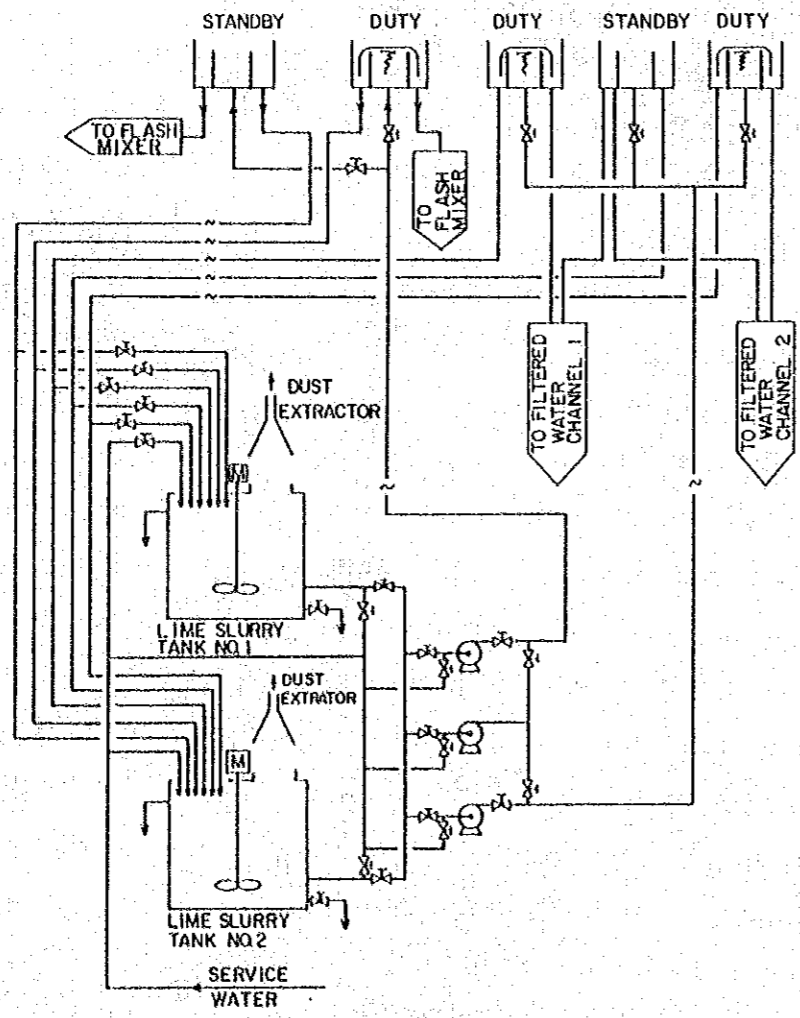 STANDBY
DUTY
DUTY
STANDBY
DUTY
TO FLASH
MIXER
TO
FLASH
MIXER
TO FILTERED
WATER
CHANNEL 1
TO FILTERED
WATER
CHANNEL 2
DUST
EXTRACTOR
M
LIME SLURRY
TANK NO.1
DUST
EXTRATOR
M
LIME SLURRY
TANK NO.2
SERVICE
WATER